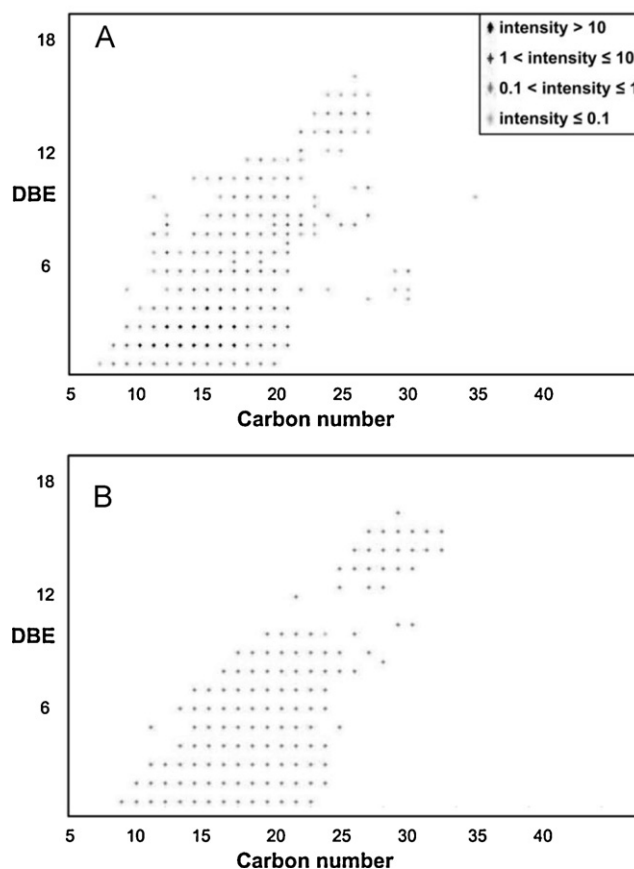 A
intensity > 10
1 < intensity ≤ 10
0.1 < intensity ≤ 1
intensity ≤ 0.1
18
12
DBE
6
5 10 15 20 25 30 35 40
Carbon number
B
18
12
DBE
6
5 10 15 20 25 30 35 40
Carbon number